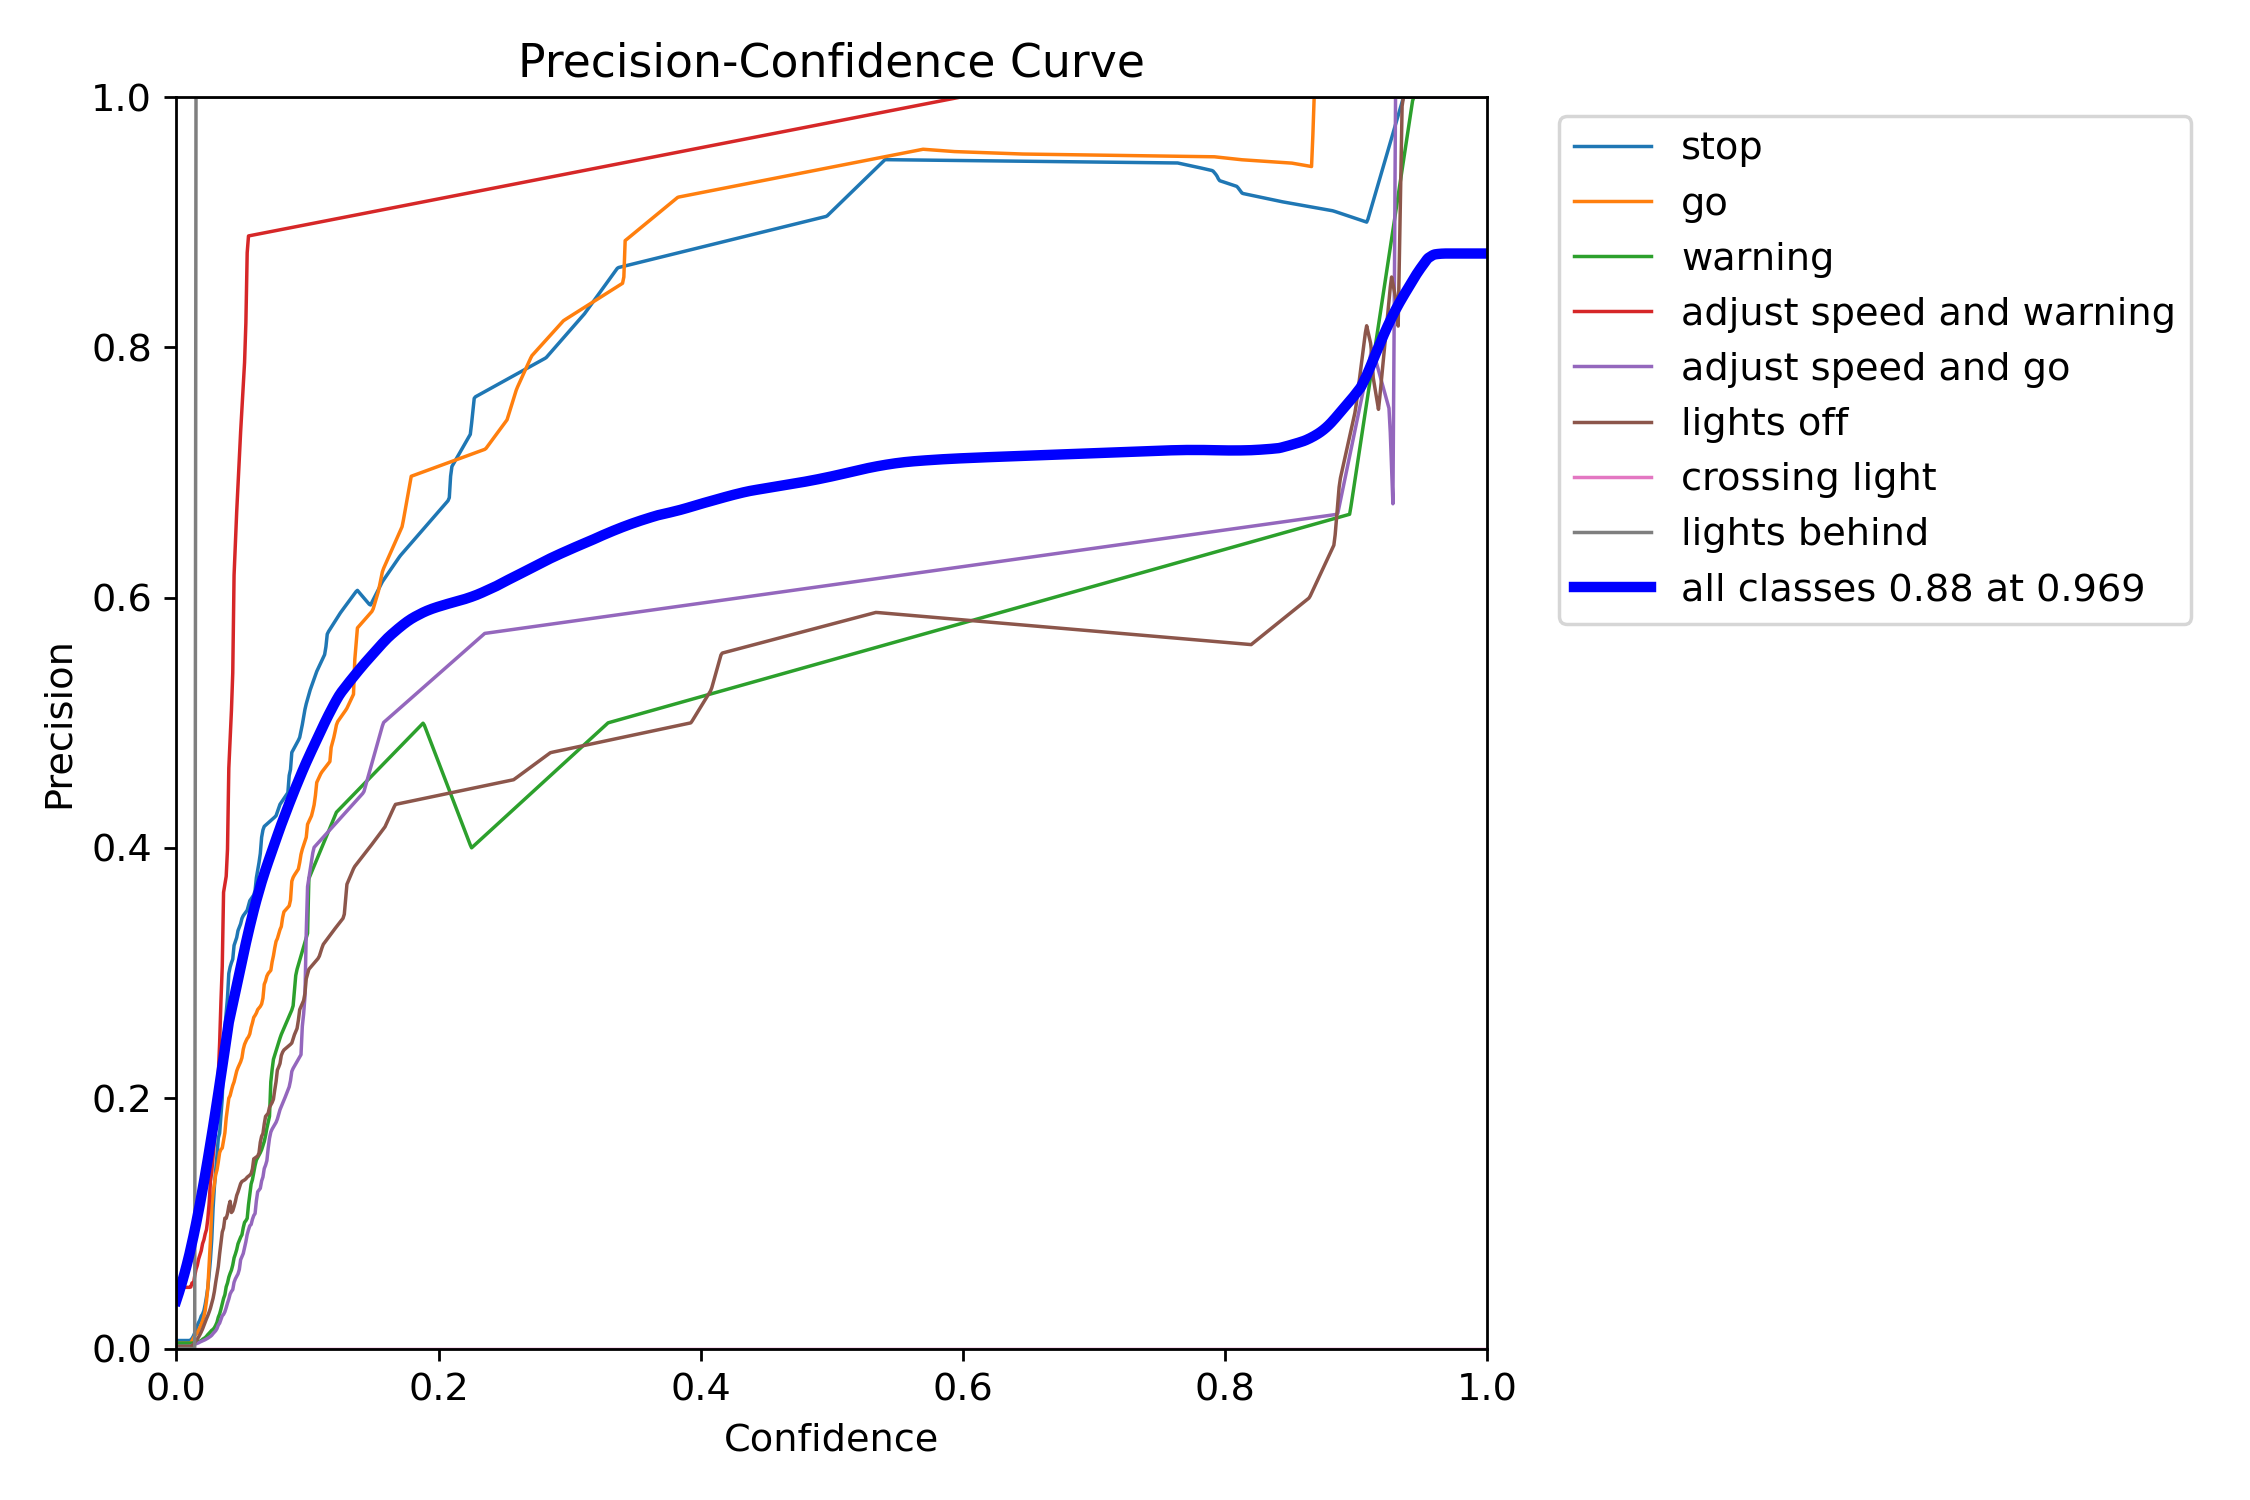 Precision-Confidence Curve
1.0
0.8
0.6
0.4
0.2
0.0
Precision
0.0 0.2 0.4 0.6 0.8 1.0
Confidence
stop
go
warning
adjust speed and warning
adjust speed and go
lights off
crossing light
lights behind
all classes 0.88 at 0.969